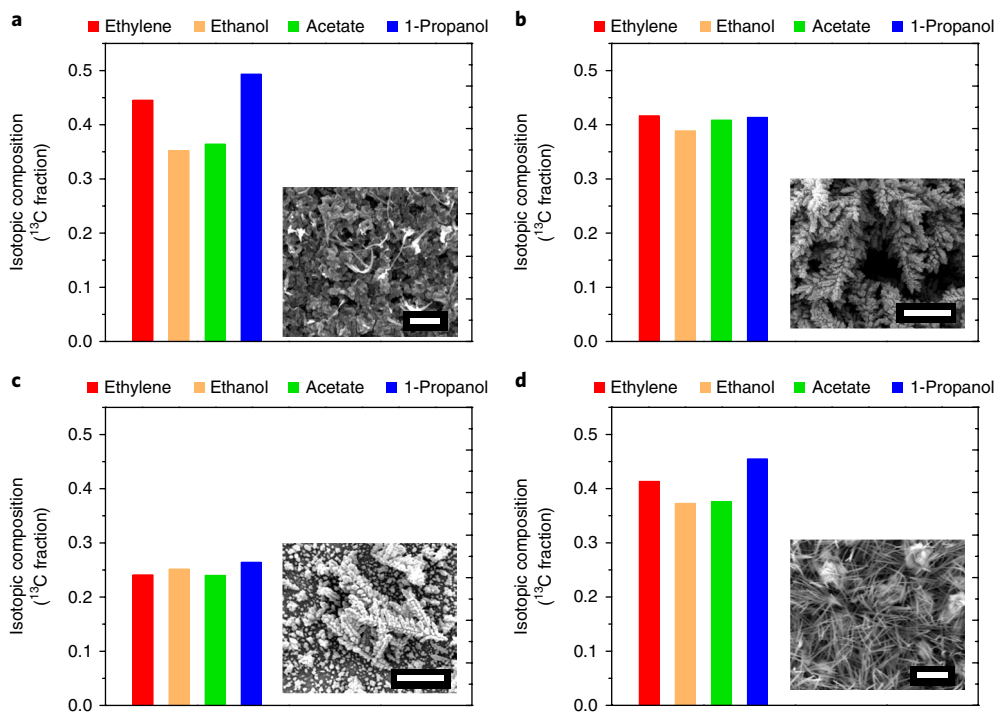 a
Ethylene Ethanol Acetate 1-Propanol
Isotopic composition
(¹³C fraction)
0.5
0.4
0.3
0.2
0.1
0.0
b
Ethylene Ethanol Acetate 1-Propanol
Isotopic composition
(¹³C fraction)
0.5
0.4
0.3
0.2
0.1
0.0
c
Ethylene Ethanol Acetate 1-Propanol
Isotopic composition
(¹³C fraction)
0.5
0.4
0.3
0.2
0.1
0.0
d
Ethylene Ethanol Acetate 1-Propanol
Isotopic composition
(¹³C fraction)
0.5
0.4
0.3
0.2
0.1
0.0